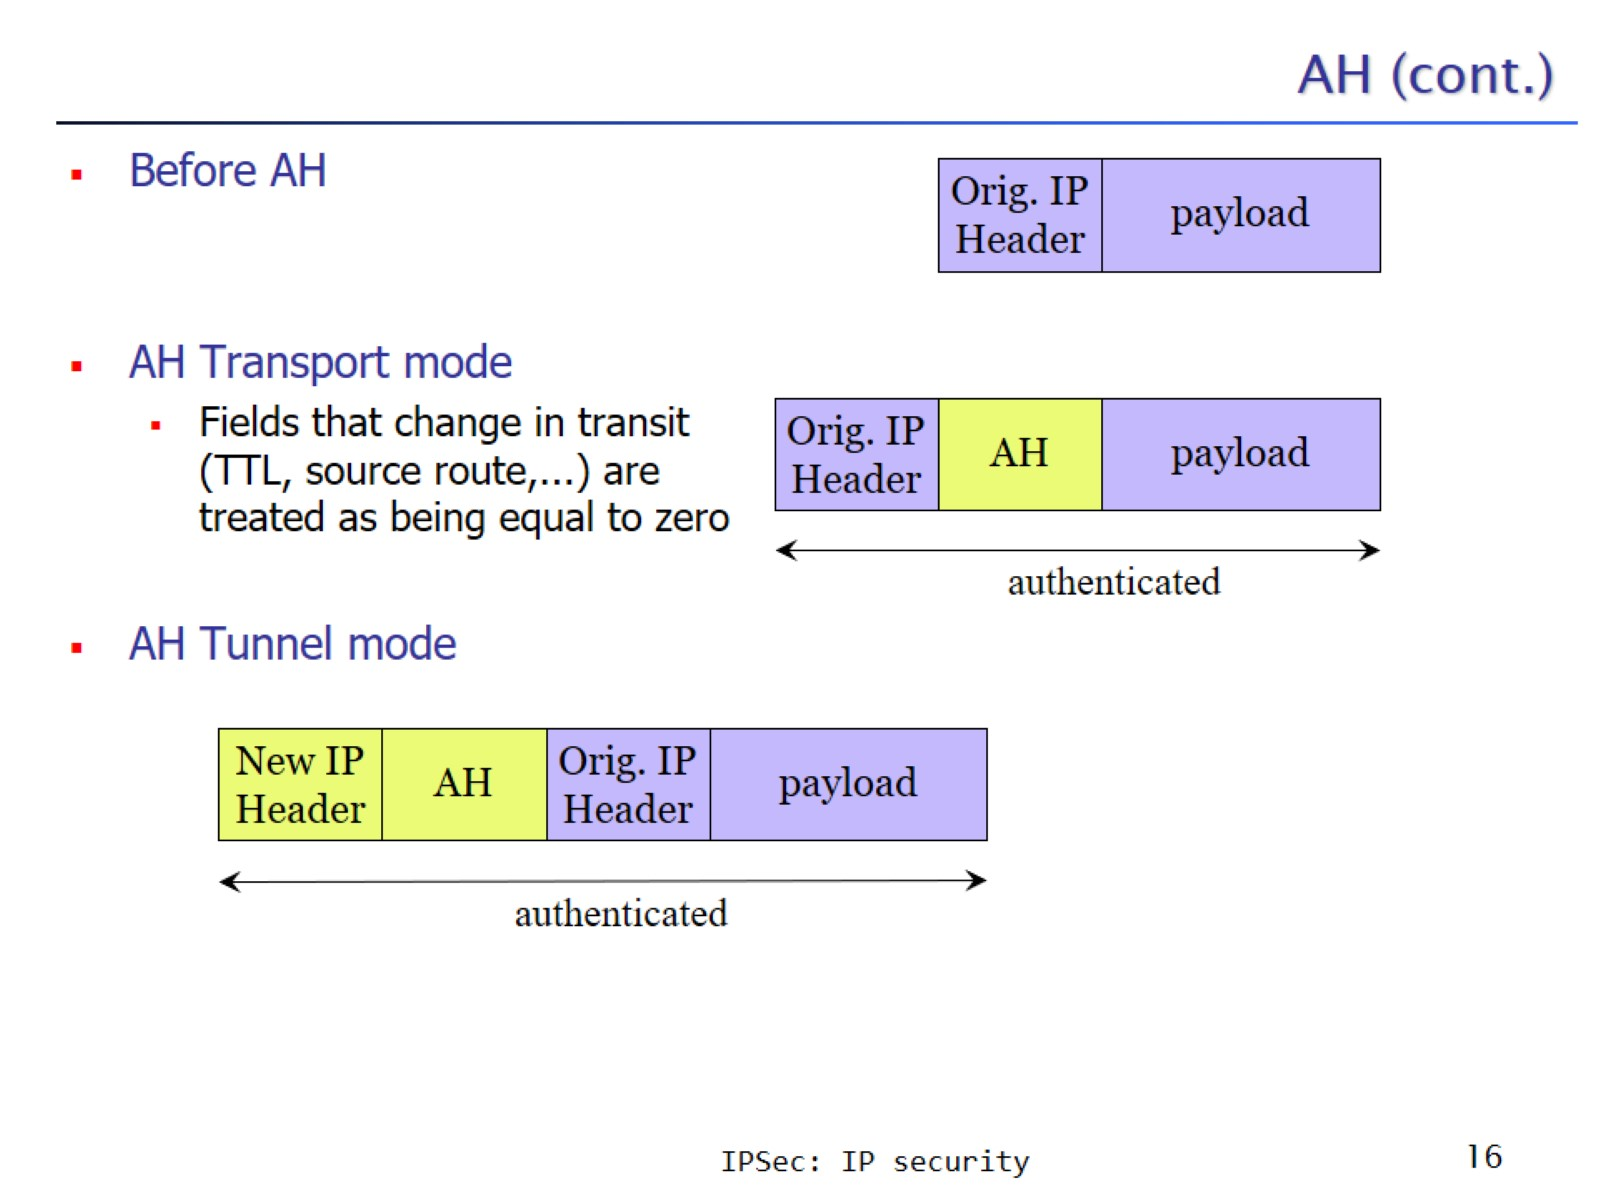 AH (cont.)
Before AH
Orig. IP
Header
payload
AH Transport mode
Fields that change in transit
(TTL, source route,...) are
treated as being equal to zero
Orig. IP
Header
AH
payload
authenticated
AH Tunnel mode
New IP
Header
AH
Orig. IP
Header
payload
authenticated
IPSec: IP security
16